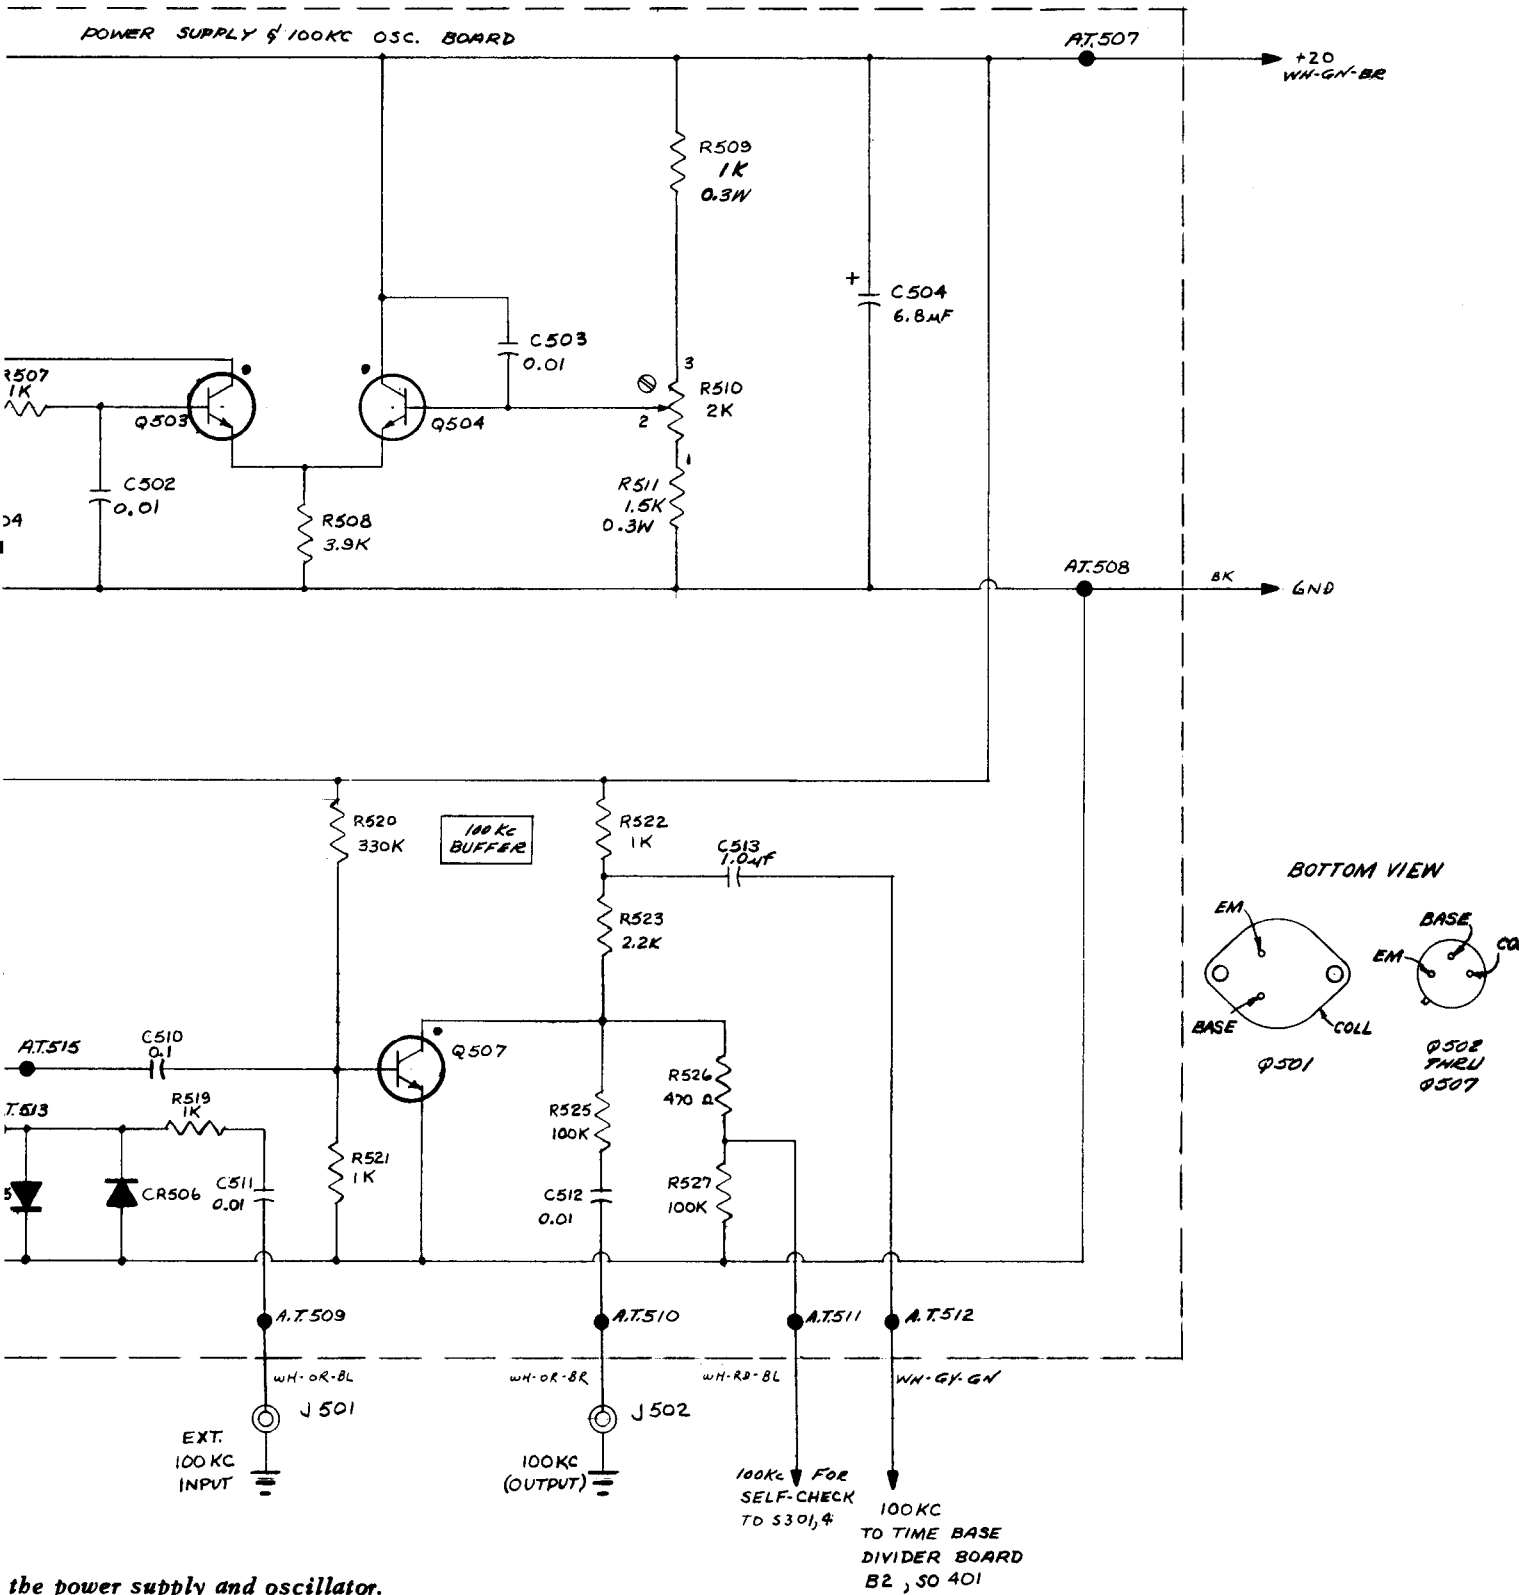 POWER SUPPLY & 100KC OSC. BOARD
A.T.507
+20
WH-GN-BR
R509
1K
0.3W
+
C504
6.8µF
C503
0.01
R507
1K
Q503
Q504
3
R510
2K
2
1
C502
0.01
R508
3.9K
R511
1.5K
0.3W
04
A.T.508
BK
GND
R520
330K
100 KC
BUFFER
R522
1K
C513
1.0µF
R523
2.2K
BOTTOM VIEW
EM
BASE
COLL
Q501
BASE
EM
CO
Q502
THRU
Q507
A.T.515
C510
0.1
Q507
T.513
R519
1K
R525
100K
R526
470 Ω
R521
1K
5
CR506
C511
0.01
C512
0.01
R527
100K
A.T.509
A.T.510
A.T.511
A.T.512
WH-OR-BL
WH-OR-BR
WH-RD-BL
WH-GY-GN
J501
J502
EXT.
100KC
INPUT
100KC
(OUTPUT)
100KC FOR
SELF-CHECK
TO S301,4
100KC
TO TIME BASE
DIVIDER BOARD
B2, SO 401
the power supply and oscillator.